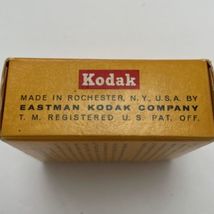 Kodak
MADE IN ROCHESTER, N. Y., U. S. A. BY
EASTMAN KODAK COMPANY
T. M. REGISTERED U. S. PAT. OFF.